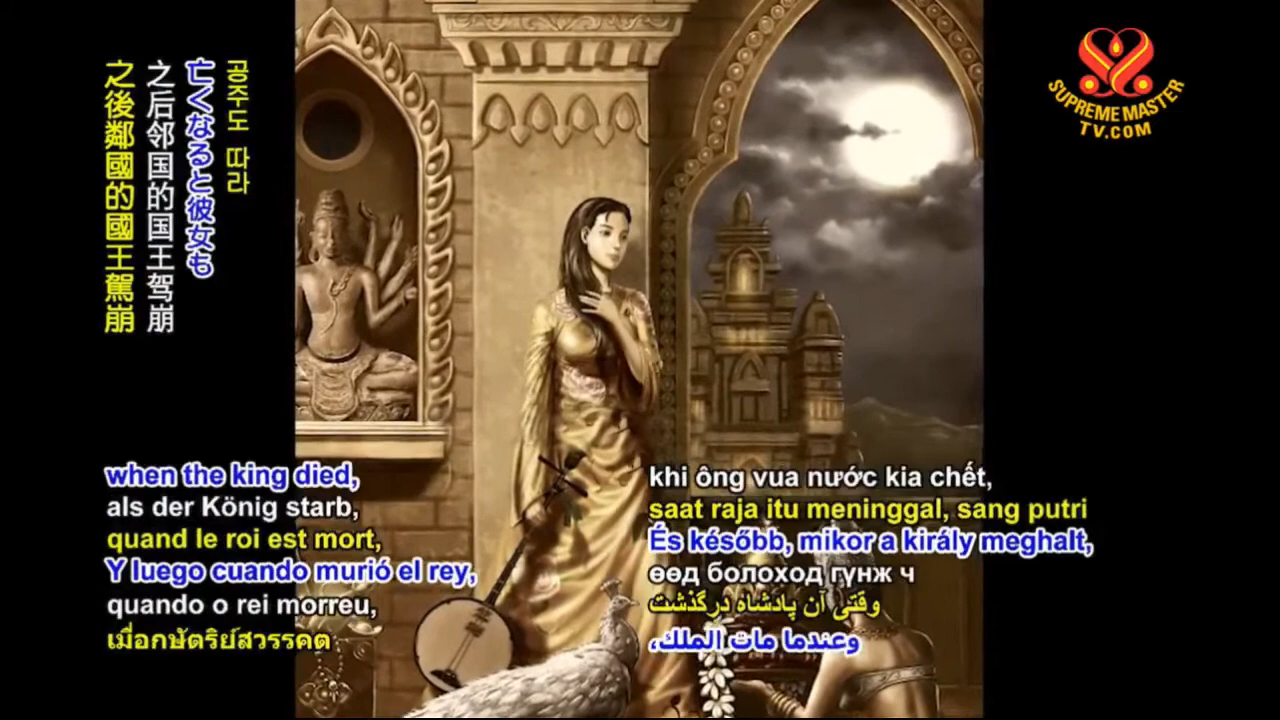 공주도 따라
亡くなると彼女も
之后邻国的国王驾崩
之後鄰國的國王駕崩
SUPREME MASTER
TV.COM
when the king died,
als der König starb,
quand le roi est mort,
Y luego cuando murió el rey,
quando o rei morreu,
เมื่อกษัตริย์สวรรคต
khi ông vua nước kia chết,
saat raja itu meninggal, sang putri
És később, mikor a király meghalt,
өөд болоход гүнж ч
وقتی آن پادشاه درگذشت
وعندما مات الملك،